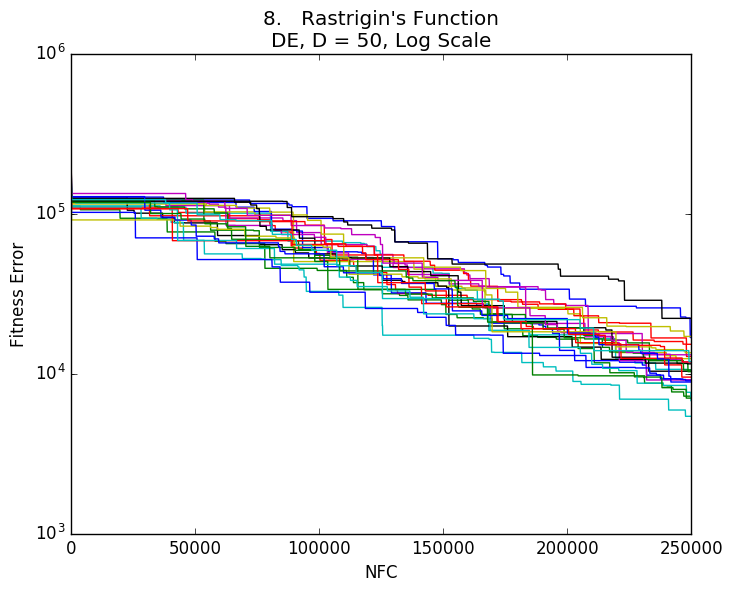 8. Rastrigin's Function
DE, D = 50, Log Scale
10^6
10^5
10^4
10^3
Fitness Error
0 50000 100000 150000 200000 250000
NFC